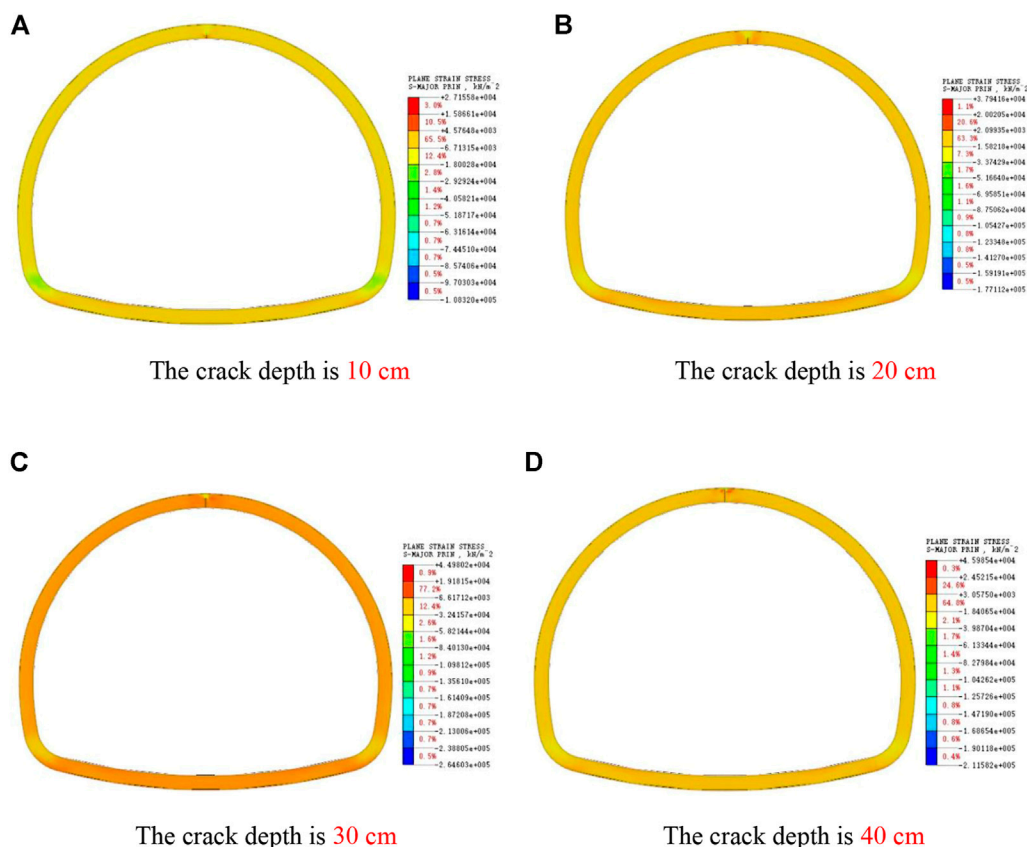 A
PLANE STRAIN STRESS
S-MAJOR PRIN , kN/m^2
+2.71558e+004
3.0%
+1.58661e+004
10.5%
+4.57648e+003
65.5%
-6.71315e+003
12.4%
-1.80028e+004
2.8%
-2.92924e+004
1.4%
-4.05821e+004
1.2%
-5.18717e+004
0.7%
-6.31614e+004
0.7%
-7.44510e+004
0.7%
-8.57406e+004
0.5%
-9.70303e+004
0.5%
-1.08320e+005
The crack depth is 10 cm
B
PLANE STRAIN STRESS
S-MAJOR PRIN , kN/m^2
+3.79416e+004
1.1%
+2.00205e+004
20.6%
+2.09935e+003
63.3%
-1.58218e+004
7.3%
-3.37429e+004
1.7%
-5.16640e+004
1.6%
-6.95851e+004
1.1%
-8.75062e+004
0.9%
-1.05427e+005
0.8%
-1.23348e+005
0.8%
-1.41270e+005
0.5%
-1.59191e+005
0.5%
-1.77112e+005
The crack depth is 20 cm
C
PLANE STRAIN STRESS
S-MAJOR PRIN , kN/m^2
+4.49802e+004
0.9%
+1.91815e+004
77.2%
-6.61712e+003
12.4%
-3.24157e+004
2.6%
-5.82144e+004
1.6%
-8.40130e+004
1.2%
-1.09812e+005
0.9%
-1.35610e+005
0.7%
-1.61409e+005
0.7%
-1.87208e+005
0.7%
-2.13006e+005
0.7%
-2.38805e+005
0.5%
-2.64603e+005
The crack depth is 30 cm
D
PLANE STRAIN STRESS
S-MAJOR PRIN , kN/m^2
+4.59854e+004
0.3%
+2.45215e+004
24.6%
+3.05750e+003
64.8%
-1.84065e+004
2.1%
-3.98704e+004
1.7%
-6.13344e+004
1.4%
-8.27984e+004
1.3%
-1.04262e+005
1.1%
-1.25726e+005
0.8%
-1.47190e+005
0.8%
-1.68654e+005
0.6%
-1.90118e+005
0.4%
-2.11582e+005
The crack depth is 40 cm